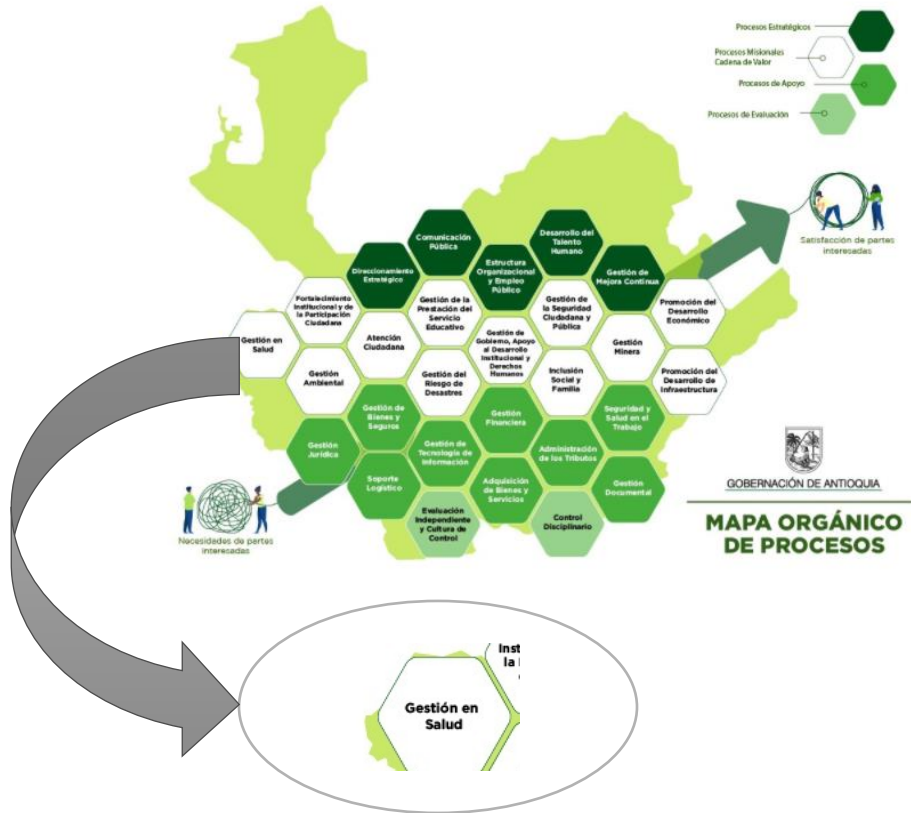 Procesos Estratégicos
Procesos Misionales
Cadena de Valor
Procesos de Apoyo
Procesos de Evaluación
Satisfacción de partes
interesadas
Comunicación
Pública
Desarrollo del
Talento
Humano
Direccionamiento
Estratégico
Estructura
Organizacional
y Empleo
Público
Gestión de
Mejora Continua
Fortalecimiento
Institucional y de
la Participación
Ciudadana
Gestión de la
Prestación del
Servicio
Educativo
Gestión de
la Seguridad
Ciudadana y
Pública
Promoción del
Desarrollo
Económico
Gestión en
Salud
Atención
Ciudadana
Gestión de
Gobierno, Apoyo
al Desarrollo
Institucional y
Derechos
Humanos
Gestión
Minera
Gestión
Ambiental
Gestión del
Riesgo de
Desastres
Inclusión
Social y
Familia
Promoción del
Desarrollo de
Infraestructura
Gestión de
Bienes y
Seguros
Gestión
Financiera
Seguridad y
Salud en el
Trabajo
Gestión
Jurídica
Gestión de
Tecnología de
Información
Administración
de los Tributos
Soporte
Logístico
Adquisición
de Bienes y
Servicios
Gestión
Documental
Evaluación
Independiente
y Cultura de
Control
Control
Disciplinario
Necesidades de partes
interesadas
GOBERNACIÓN DE ANTIOQUIA
MAPA ORGÁNICO
DE PROCESOS
Inst
la
Gestión en
Salud